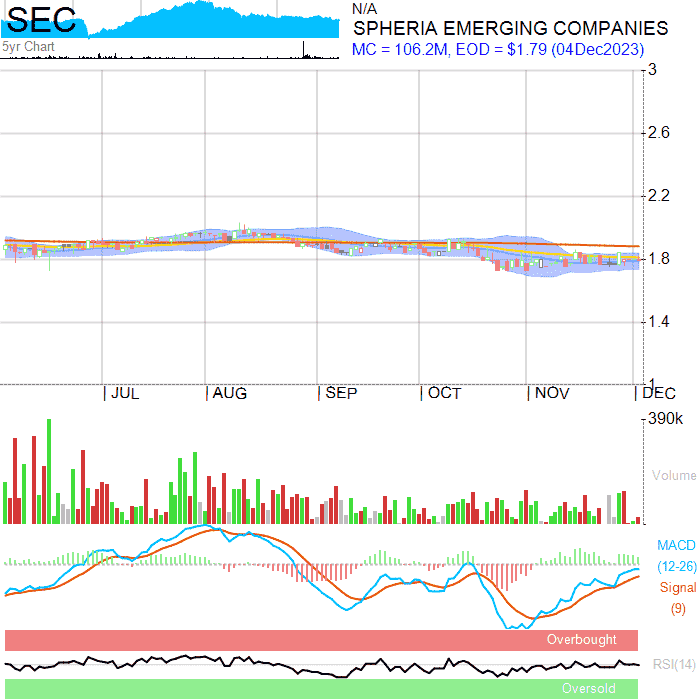 SEC
5yr Chart
N/A
SPHERIA EMERGING COMPANIES
MC = 106.2M, EOD = $1.79 (04Dec2023)
3
2.6
2.2
1.8
1.4
1
JUL AUG SEP OCT NOV DEC
390k
Volume
MACD
(12-26)
Signal
(9)
Overbought
RSI(14)
Oversold